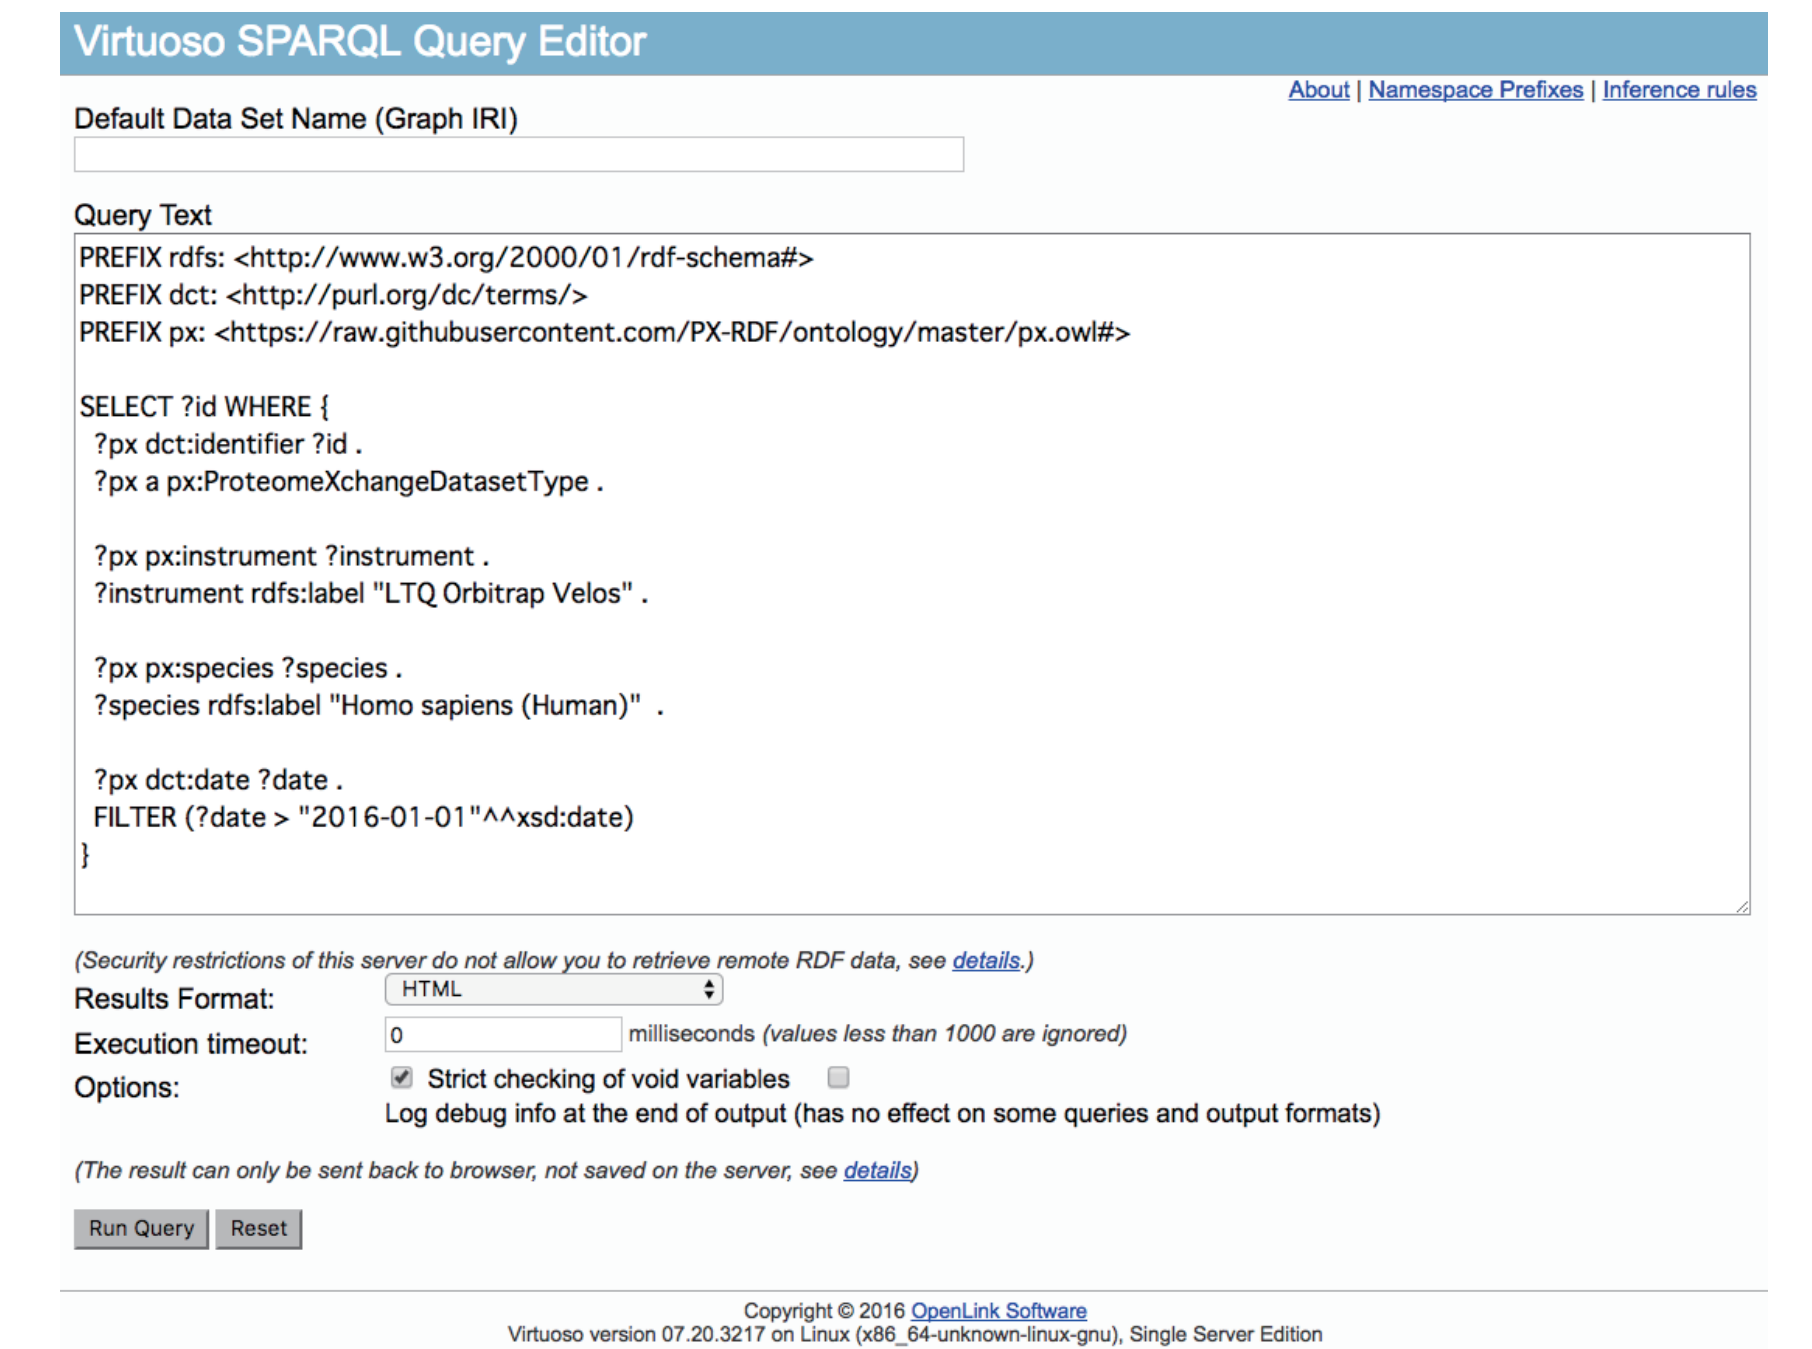 Virtuoso SPARQL Query Editor
About | Namespace Prefixes | Inference rules
Default Data Set Name (Graph IRI)
Query Text
PREFIX rdfs: <http://www.w3.org/2000/01/rdf-schema#>
PREFIX dct: <http://purl.org/dc/terms/>
PREFIX px: <https://raw.githubusercontent.com/PX-RDF/ontology/master/px.owl#>
SELECT ?id WHERE {
?px dct:identifier ?id .
?px a px:ProteomeXchangeDatasetType .
?px px:instrument ?instrument .
?instrument rdfs:label "LTQ Orbitrap Velos" .
?px px:species ?species .
?species rdfs:label "Homo sapiens (Human)"  .
?px dct:date ?date .
FILTER (?date > "2016-01-01"^^xsd:date)
}
(Security restrictions of this server do not allow you to retrieve remote RDF data, see details.)
Results Format: HTML
Execution timeout: 0 milliseconds (values less than 1000 are ignored)
Options: Strict checking of void variables
Log debug info at the end of output (has no effect on some queries and output formats)
(The result can only be sent back to browser, not saved on the server, see details)
Run Query Reset
Copyright © 2016 OpenLink Software
Virtuoso version 07.20.3217 on Linux (x86_64-unknown-linux-gnu), Single Server Edition